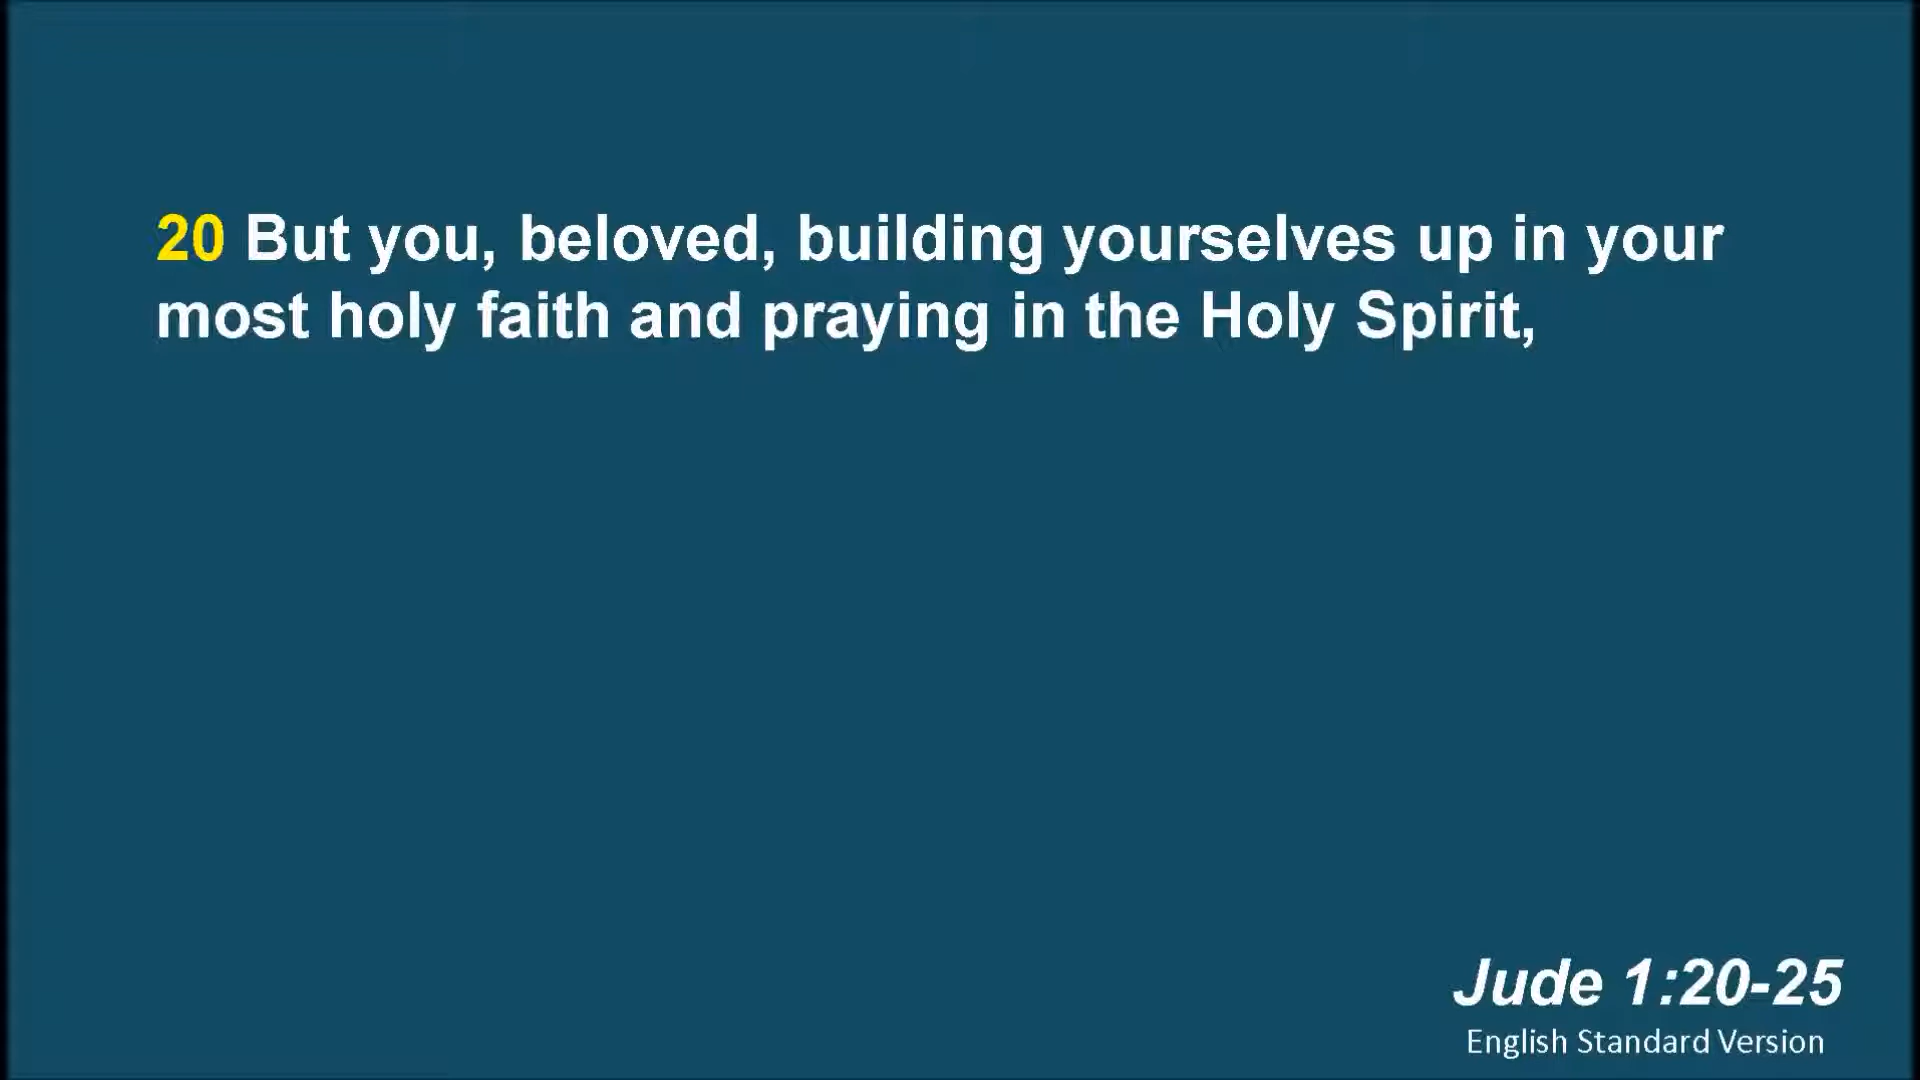 20 But you, beloved, building yourselves up in your
most holy faith and praying in the Holy Spirit,
Jude 1:20-25
English Standard Version